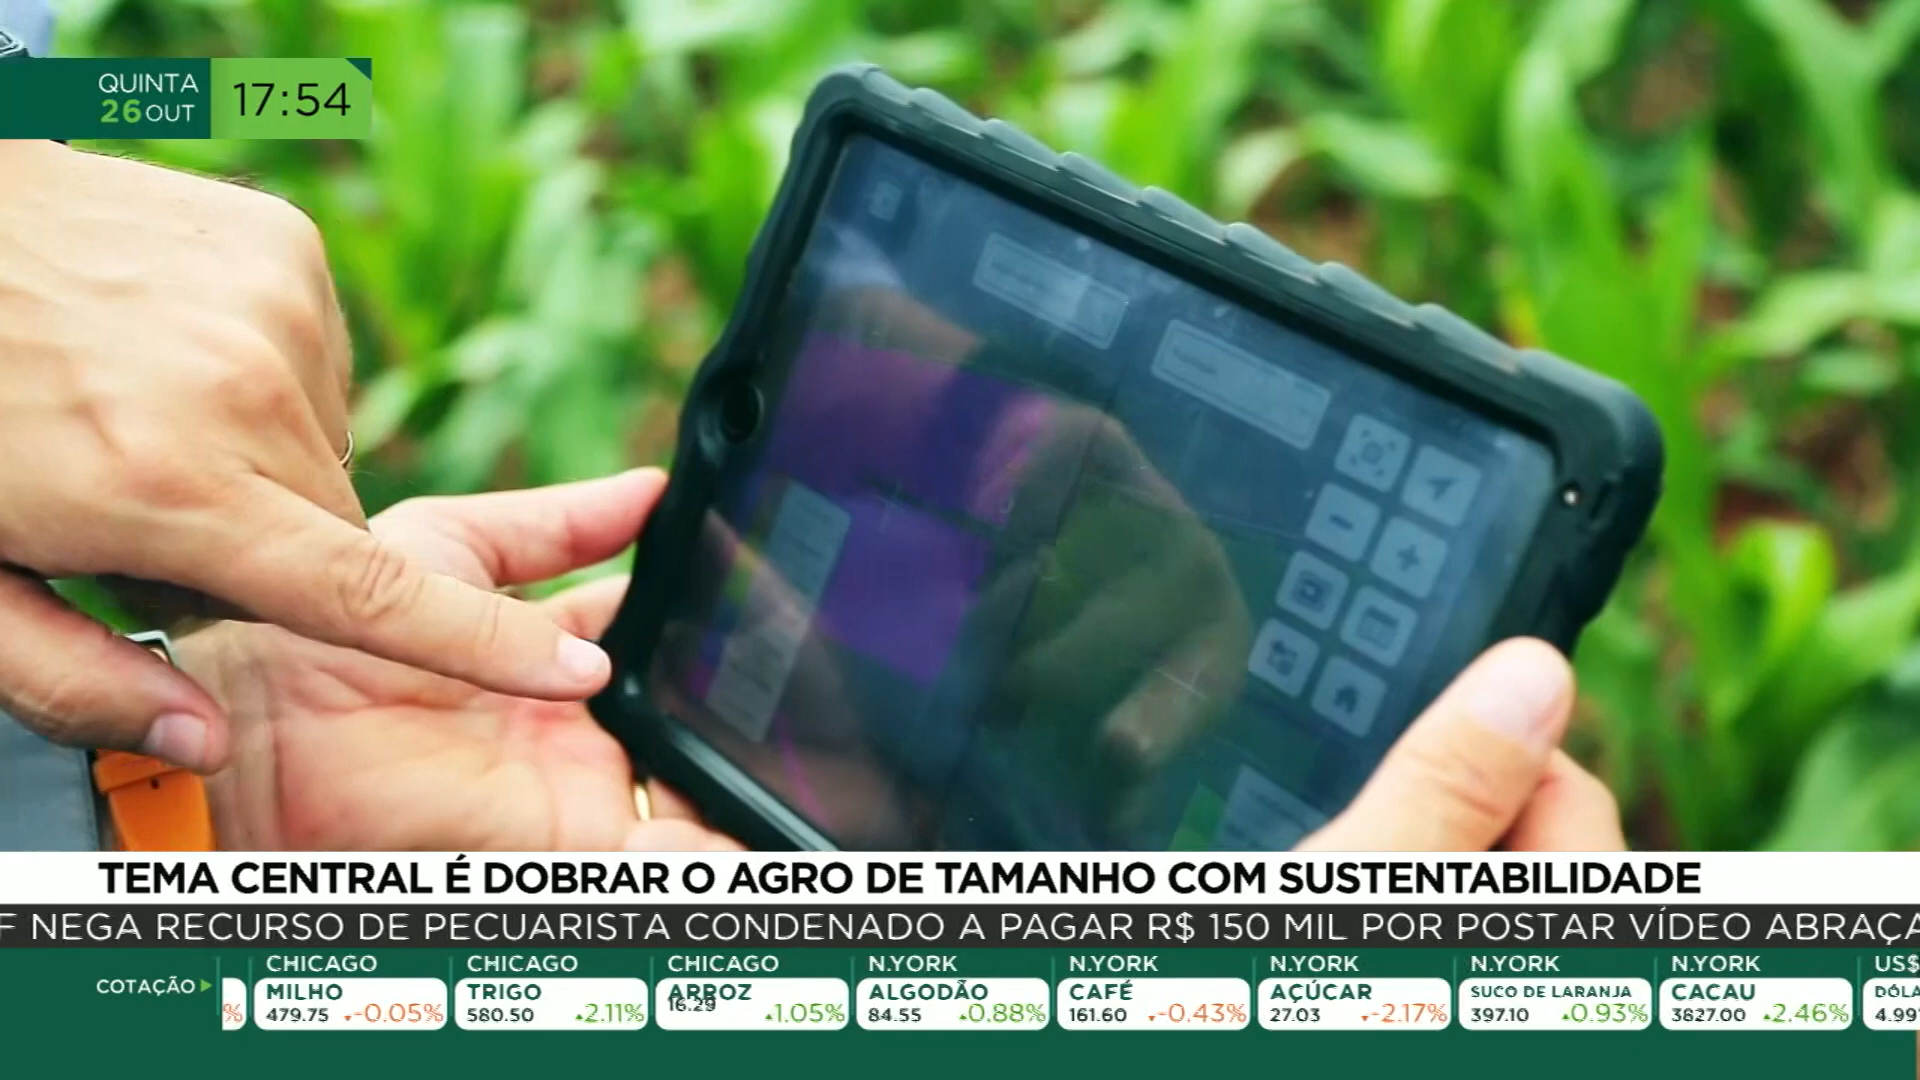 QUINTA
26 OUT
17:54
TEMA CENTRAL É DOBRAR O AGRO DE TAMANHO COM SUSTENTABILIDADE
F NEGA RECURSO DE PECUARISTA CONDENADO A PAGAR R$ 150 MIL POR POSTAR VÍDEO ABRAÇA
COTAÇÃO
%
CHICAGO
MILHO
479.75 -0.05%
CHICAGO
TRIGO
580.50 2.11%
CHICAGO
ARROZ
16.29 1.05%
N.YORK
ALGODÃO
84.55 0.88%
N.YORK
CAFÉ
161.60 -0.43%
N.YORK
AÇÚCAR
27.03 -2.17%
N.YORK
SUCO DE LARANJA
397.10 0.93%
N.YORK
CACAU
3827.00 2.46%
US$
DÓLA
4.99